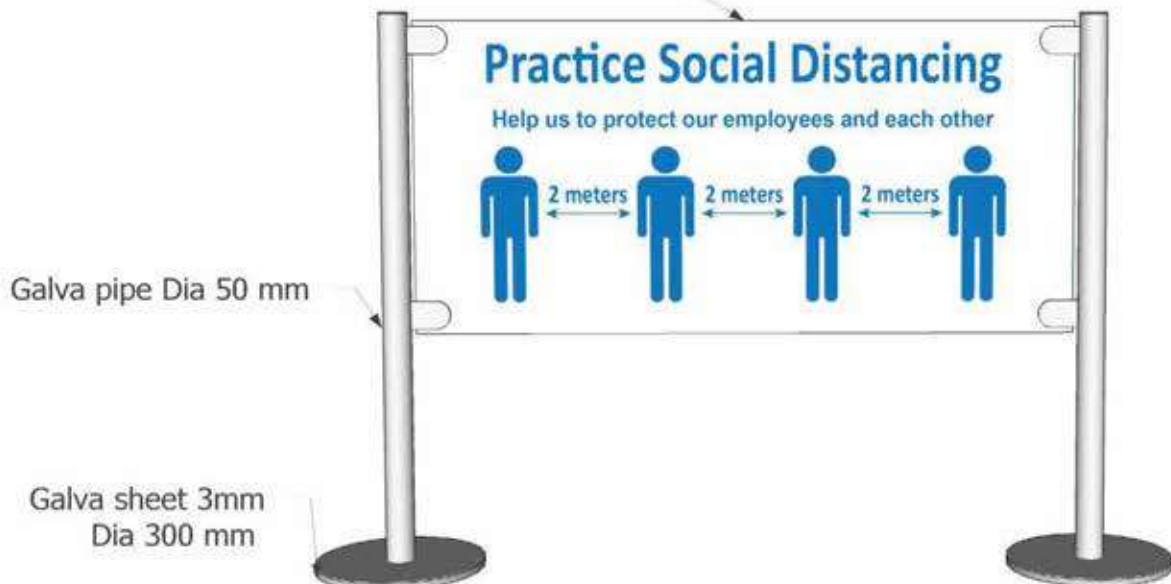 Practice Social Distancing
Help us to protect our employees and each other
2 meters 2 meters 2 meters
Galva pipe Dia 50 mm
Galva sheet 3mm
Dia 300 mm